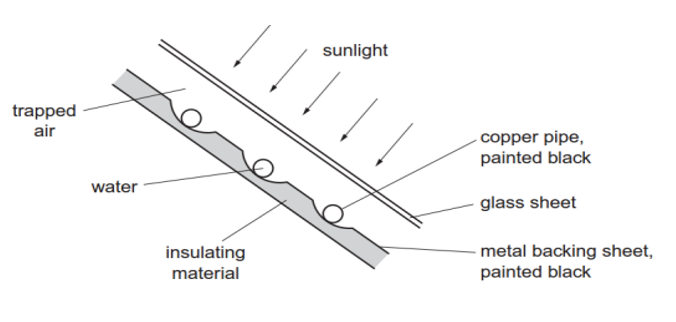 sunlight
trapped
air
copper pipe,
painted black
water
glass sheet
insulating
material
metal backing sheet,
painted black